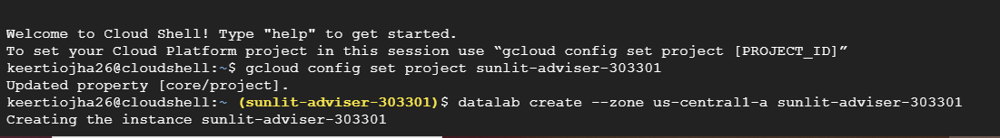 Welcome to Cloud Shell! Type "help" to get started.
To set your Cloud Platform project in this session use “gcloud config set project [PROJECT_ID]”
keertiojha26@cloudshell:~$ gcloud config set project sunlit-adviser-303301
Updated property [core/project].
keertiojha26@cloudshell:~ (sunlit-adviser-303301)$ datalab create --zone us-central1-a sunlit-adviser-303301
Creating the instance sunlit-adviser-303301